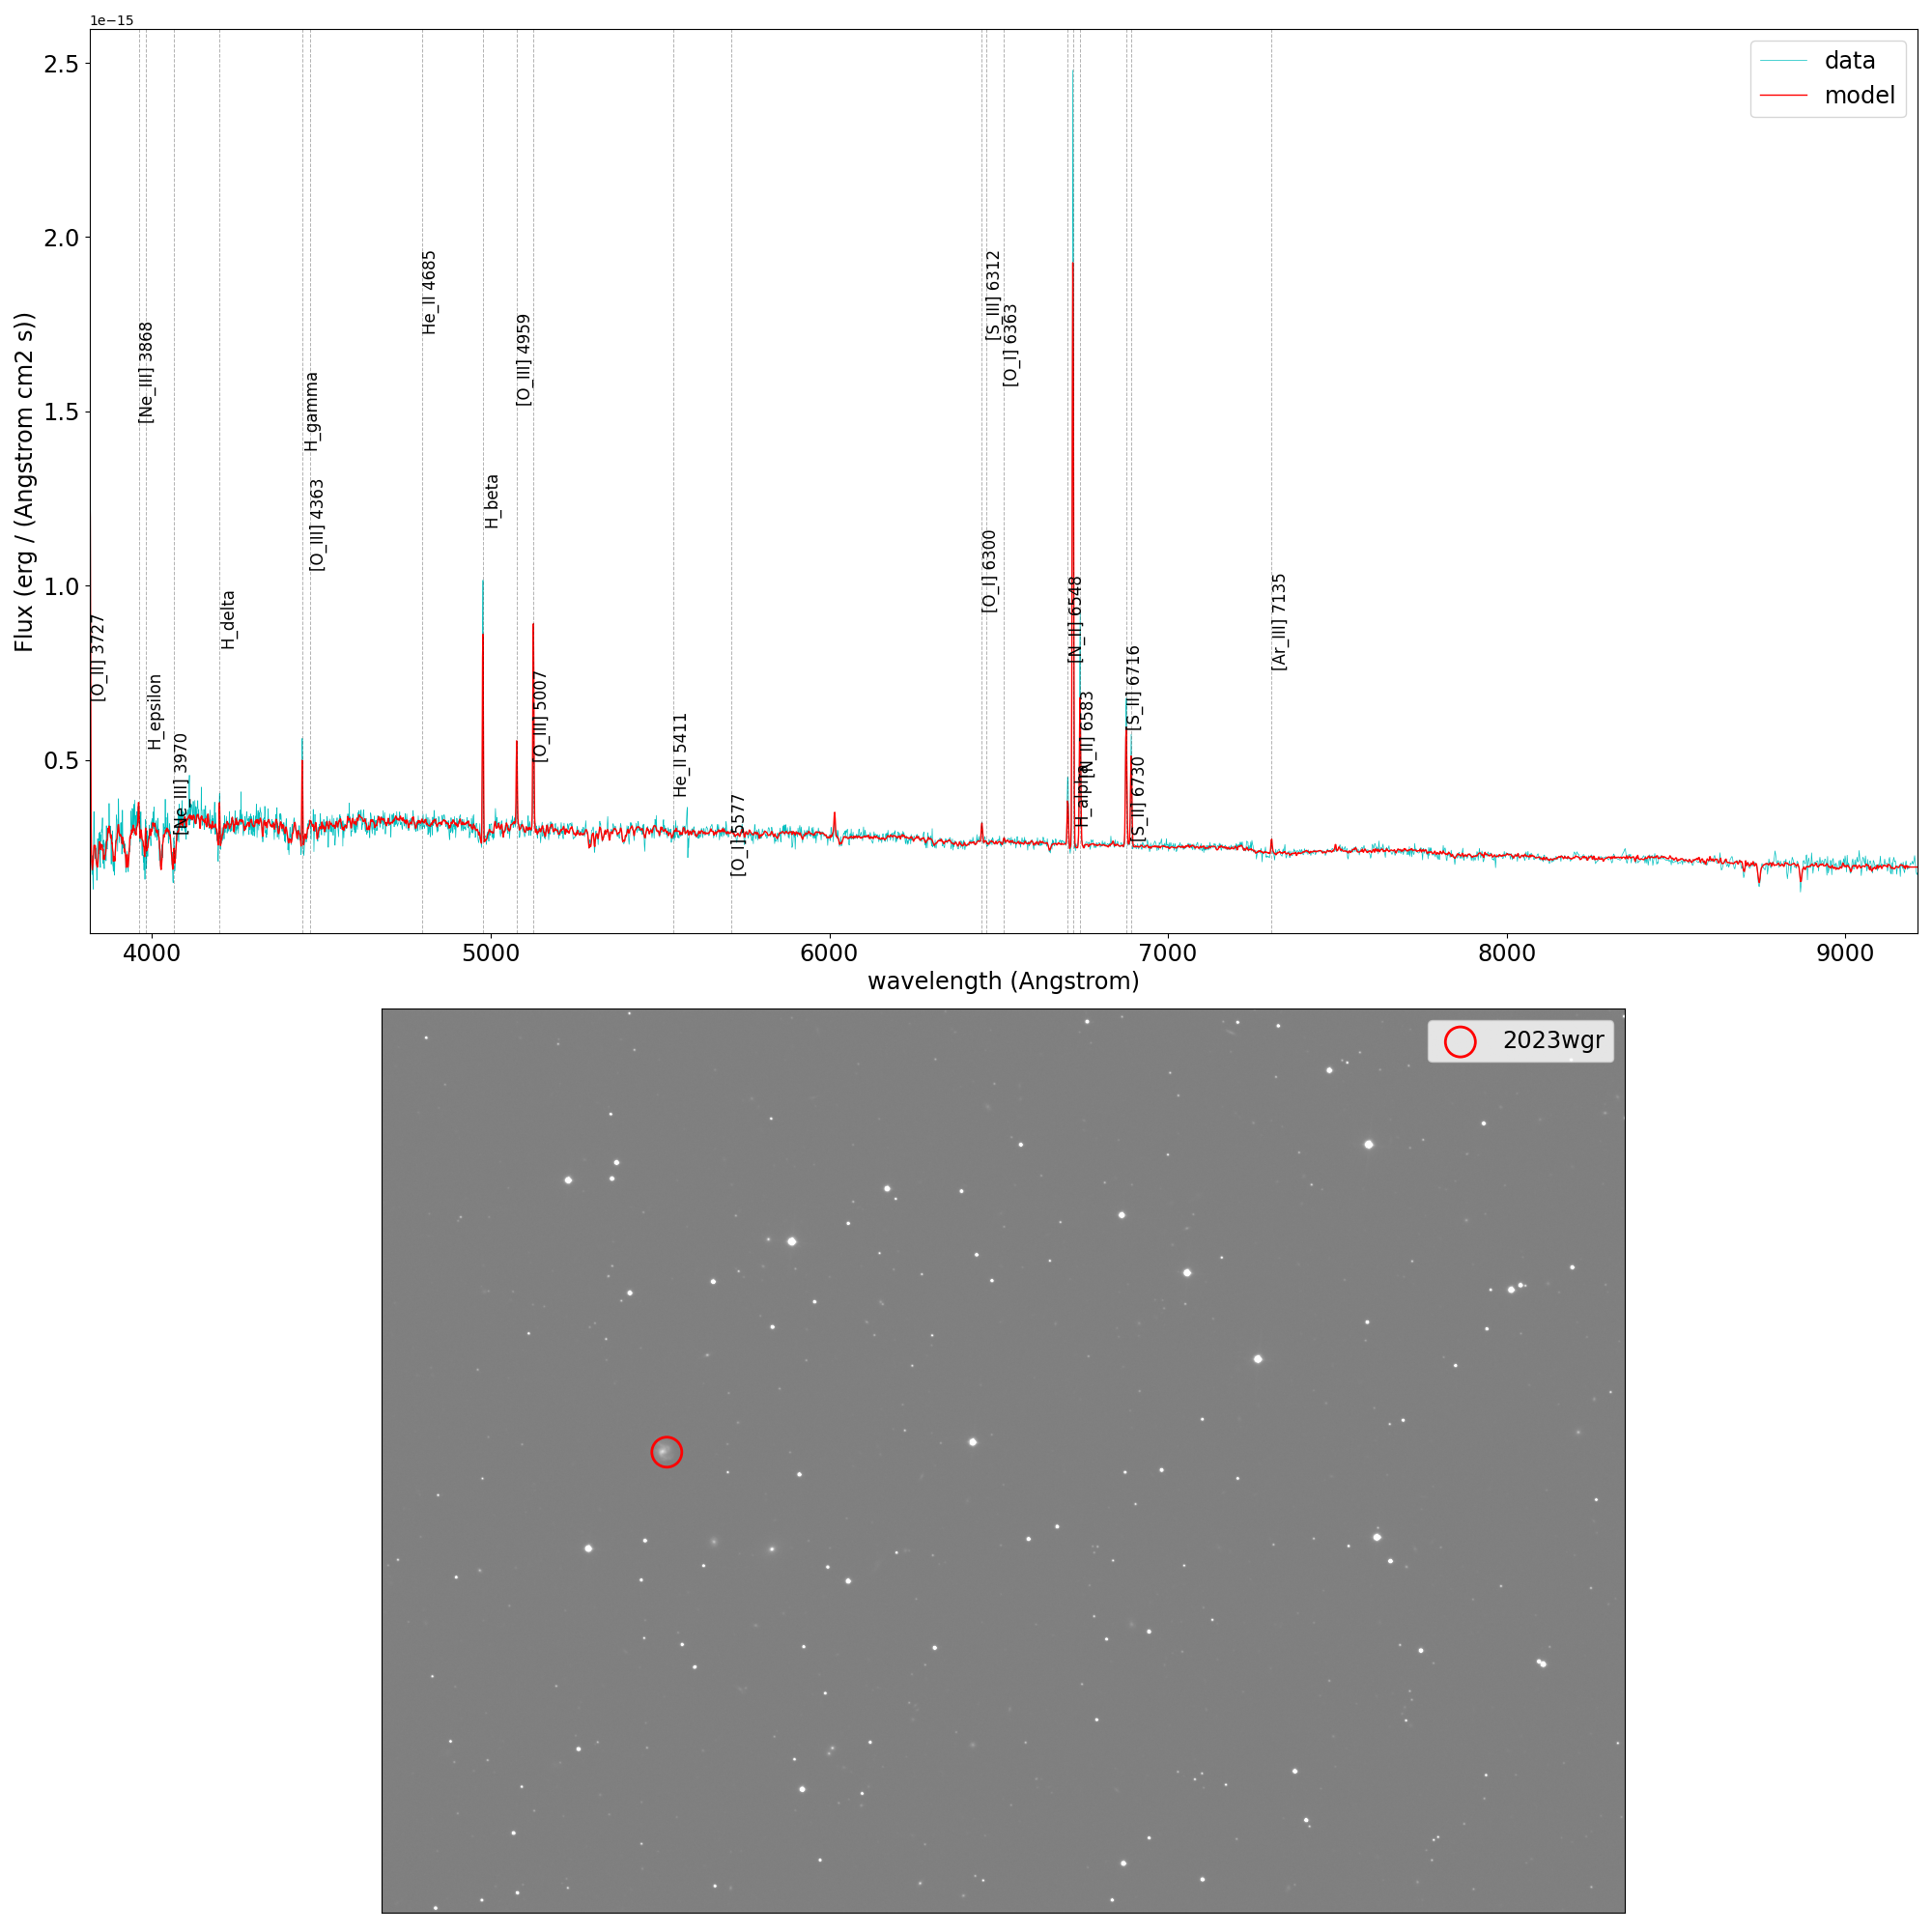 1e−15
2.5
2.0
1.5
1.0
0.5
Flux (erg / (Angstrom cm2 s))
data
model
[O_II] 3727
[Ne_III] 3868
H_epsilon
[Ne_III] 3970
H_delta
H_gamma
[O_III] 4363
He_II 4685
H_beta
[O_III] 4959
[O_III] 5007
He_II 5411
[O_I] 5577
[O_I] 6300
[S_III] 6312
[O_I] 6363
[N_II] 6548
H_alpha
[N_II] 6583
[S_II] 6716
[S_II] 6730
[Ar_III] 7135
4000
5000
6000
7000
8000
9000
wavelength (Angstrom)
2023wgr